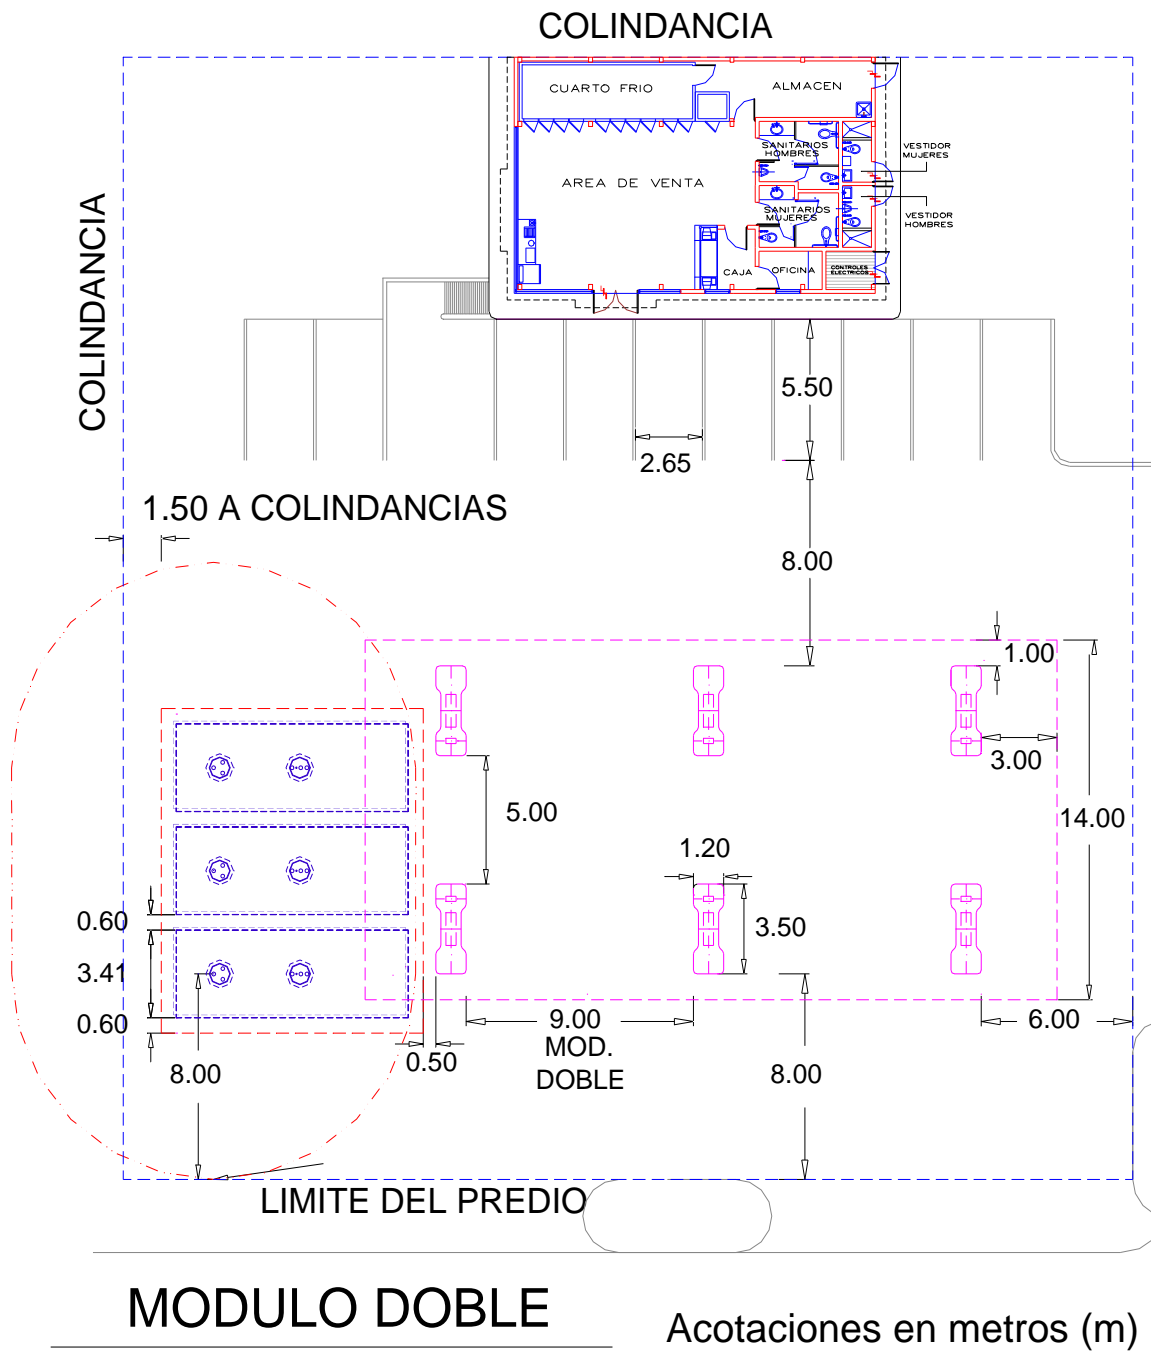 COLINDANCIA
CUARTO FRIO
ALMACEN
SANITARIOS
HOMBRES
VESTIDOR
MUJERES
AREA DE VENTA
COLINDANCIA
SANITARIOS
MUJERES
VESTIDOR
HOMBRES
CAJA
OFICINA
CONTROLES
ELECTRICOS
5.50
2.65
1.50 A COLINDANCIAS
8.00
1.00
3.00
5.00
14.00
1.20
0.60
3.50
3.41
0.60
9.00
MOD.
DOBLE
6.00
0.50
8.00
8.00
LIMITE DEL PREDIO
MODULO DOBLE
Acotaciones en metros (m)